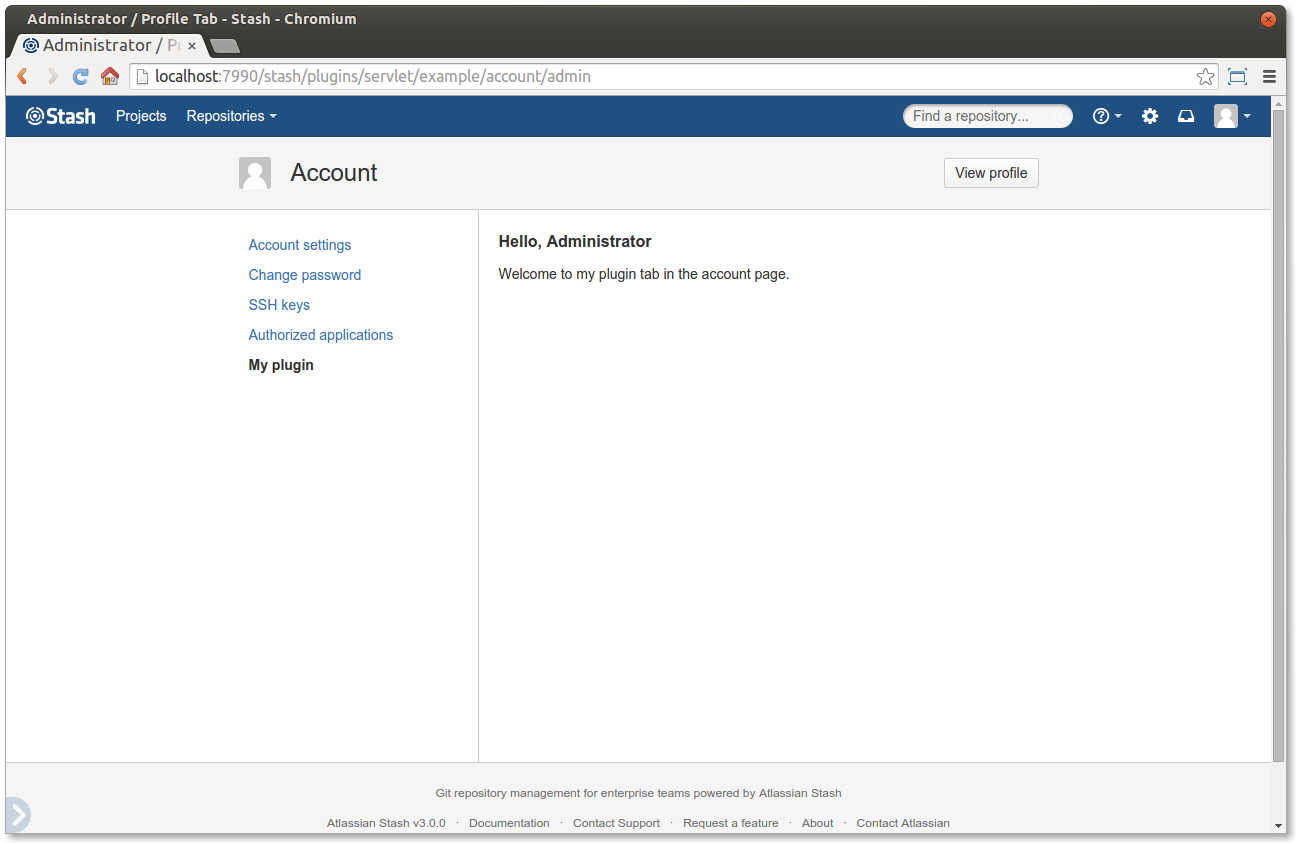 Administrator / Profile Tab - Stash - Chromium
Administrator / P
localhost:7990/stash/plugins/servlet/example/account/admin
Stash Projects Repositories Find a repository...
Account View profile
Account settings
Change password
SSH keys
Authorized applications
My plugin
Hello, Administrator
Welcome to my plugin tab in the account page.
Git repository management for enterprise teams powered by Atlassian Stash
Atlassian Stash v3.0.0 · Documentation · Contact Support · Request a feature · About · Contact Atlassian